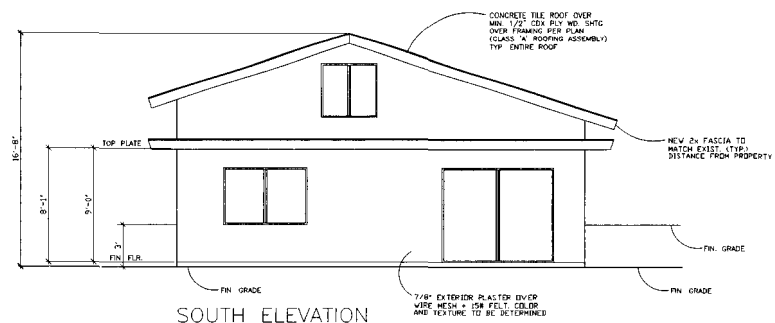 CONCRETE TILE ROOF OVER
MIN. 1/2" CDX PLY WD. SHTG
OVER FRAMING PER PLAN
(CLASS 'A' ROOFING ASSEMBLY)
TYP ENTIRE ROOF
16'-8"
TOP PLATE
NEW 2x FASCIA TO
MATCH EXIST. (TYP.)
DISTANCE FROM PROPERTY
8'-1"
9'-0"
3'
FIN. GRADE
FIN FLR.
FIN GRADE
FIN GRADE
7/8" EXTERIOR PLASTER OVER
WIRE MESH + 15# FELT. COLOR
AND TEXTURE TO BE DETERMINED
SOUTH ELEVATION